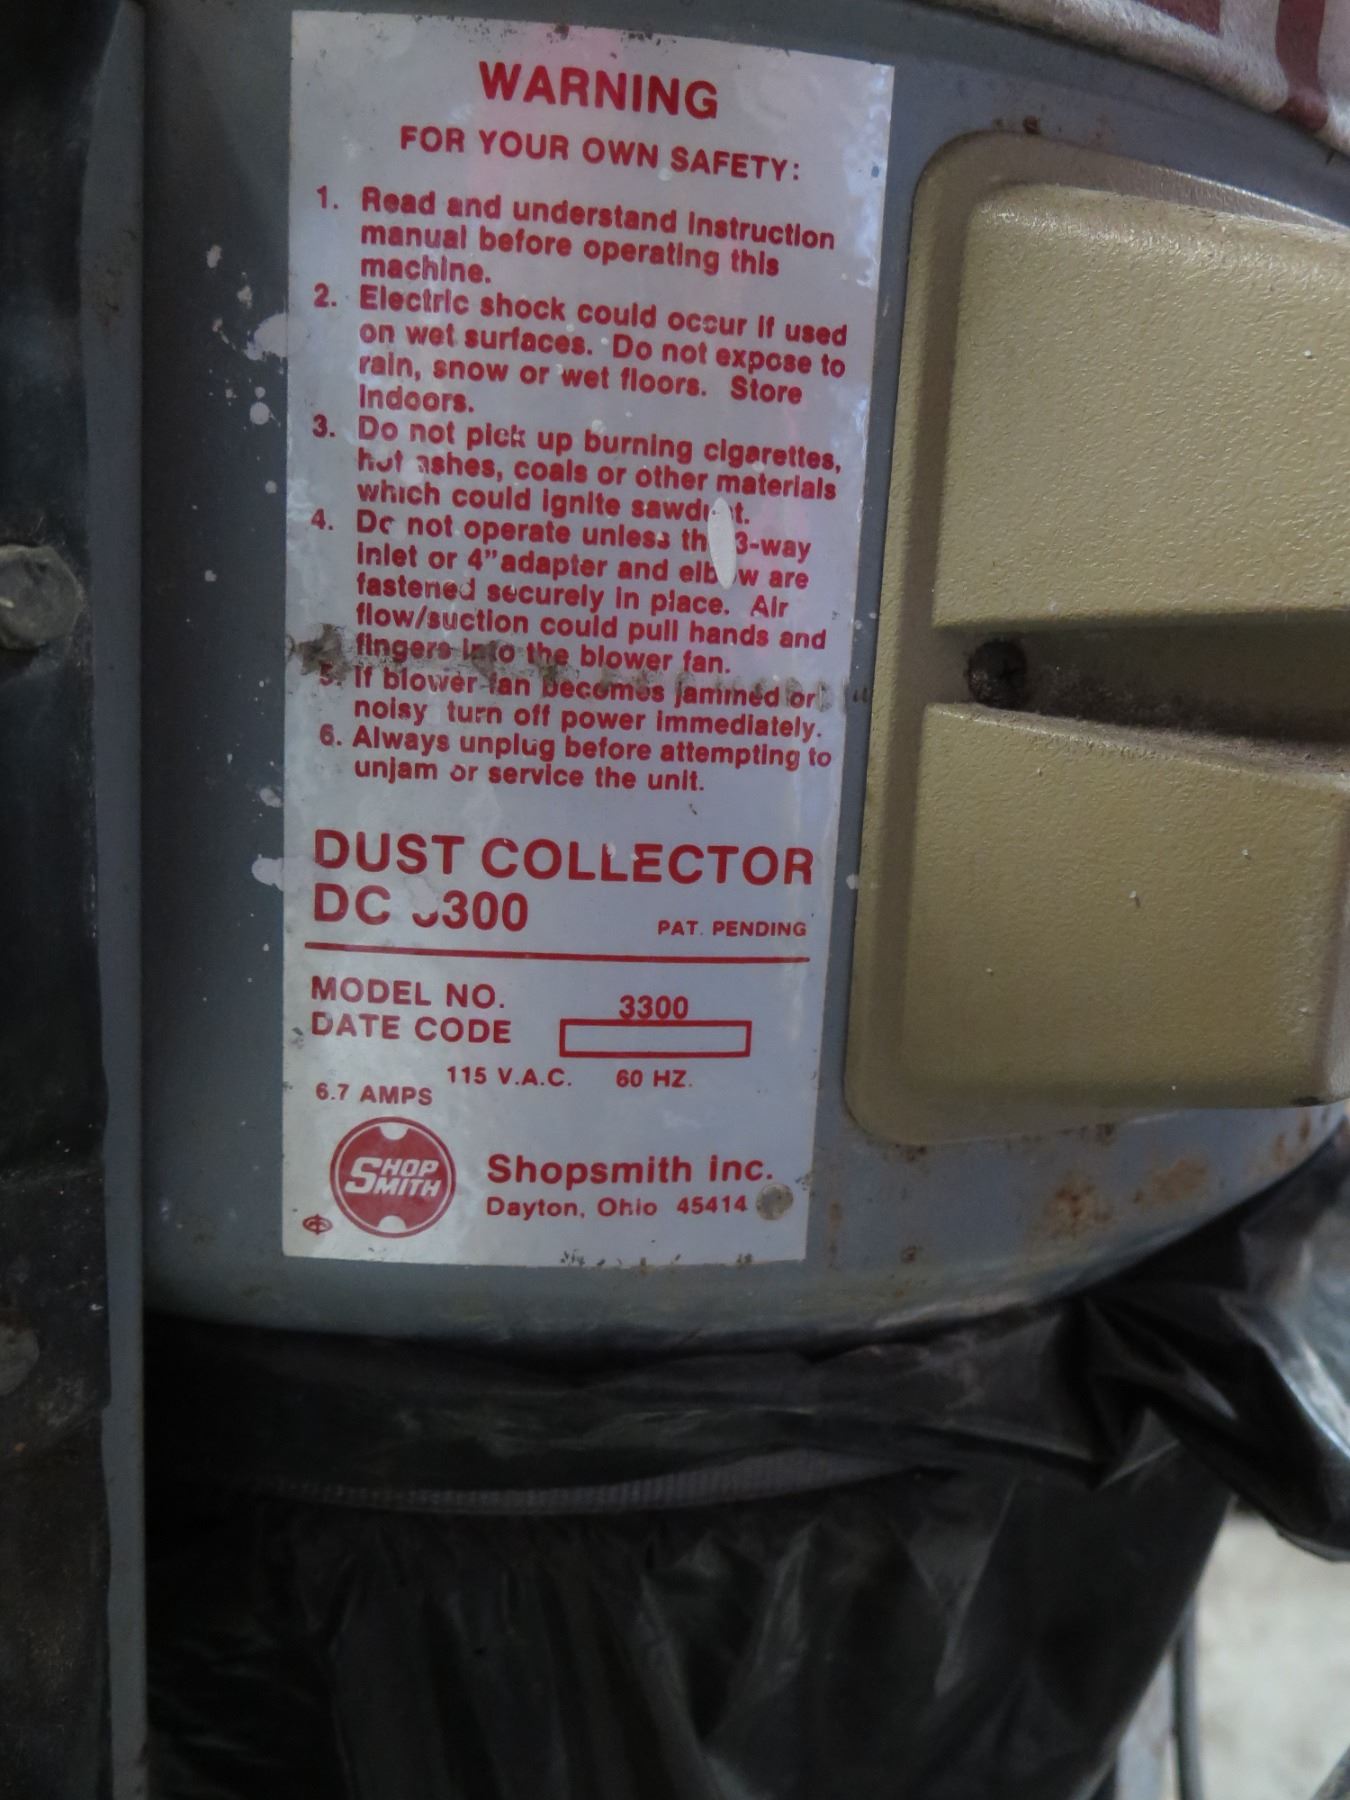 WARNING
FOR YOUR OWN SAFETY:
1. Read and understand instruction
manual before operating this
machine.
2. Electric shock could occur if used
on wet surfaces. Do not expose to
rain, snow or wet floors. Store
indoors.
3. Do not pick up burning cigarettes,
hot ashes, coals or other materials
which could ignite sawdust.
4. Do not operate unless the 3-way
inlet or 4" adapter and elbow are
fastened securely in place. Air
flow/suction could pull hands and
fingers into the blower fan.
5. If blower fan becomes jammed or
noisy turn off power immediately.
6. Always unplug before attempting to
unjam or service the unit.
DUST COLLECTOR
DC 3300 PAT. PENDING
MODEL NO. 3300
DATE CODE
115 V.A.C. 60 HZ.
6.7 AMPS
SHOP
SMITH
Shopsmith inc.
Dayton, Ohio 45414